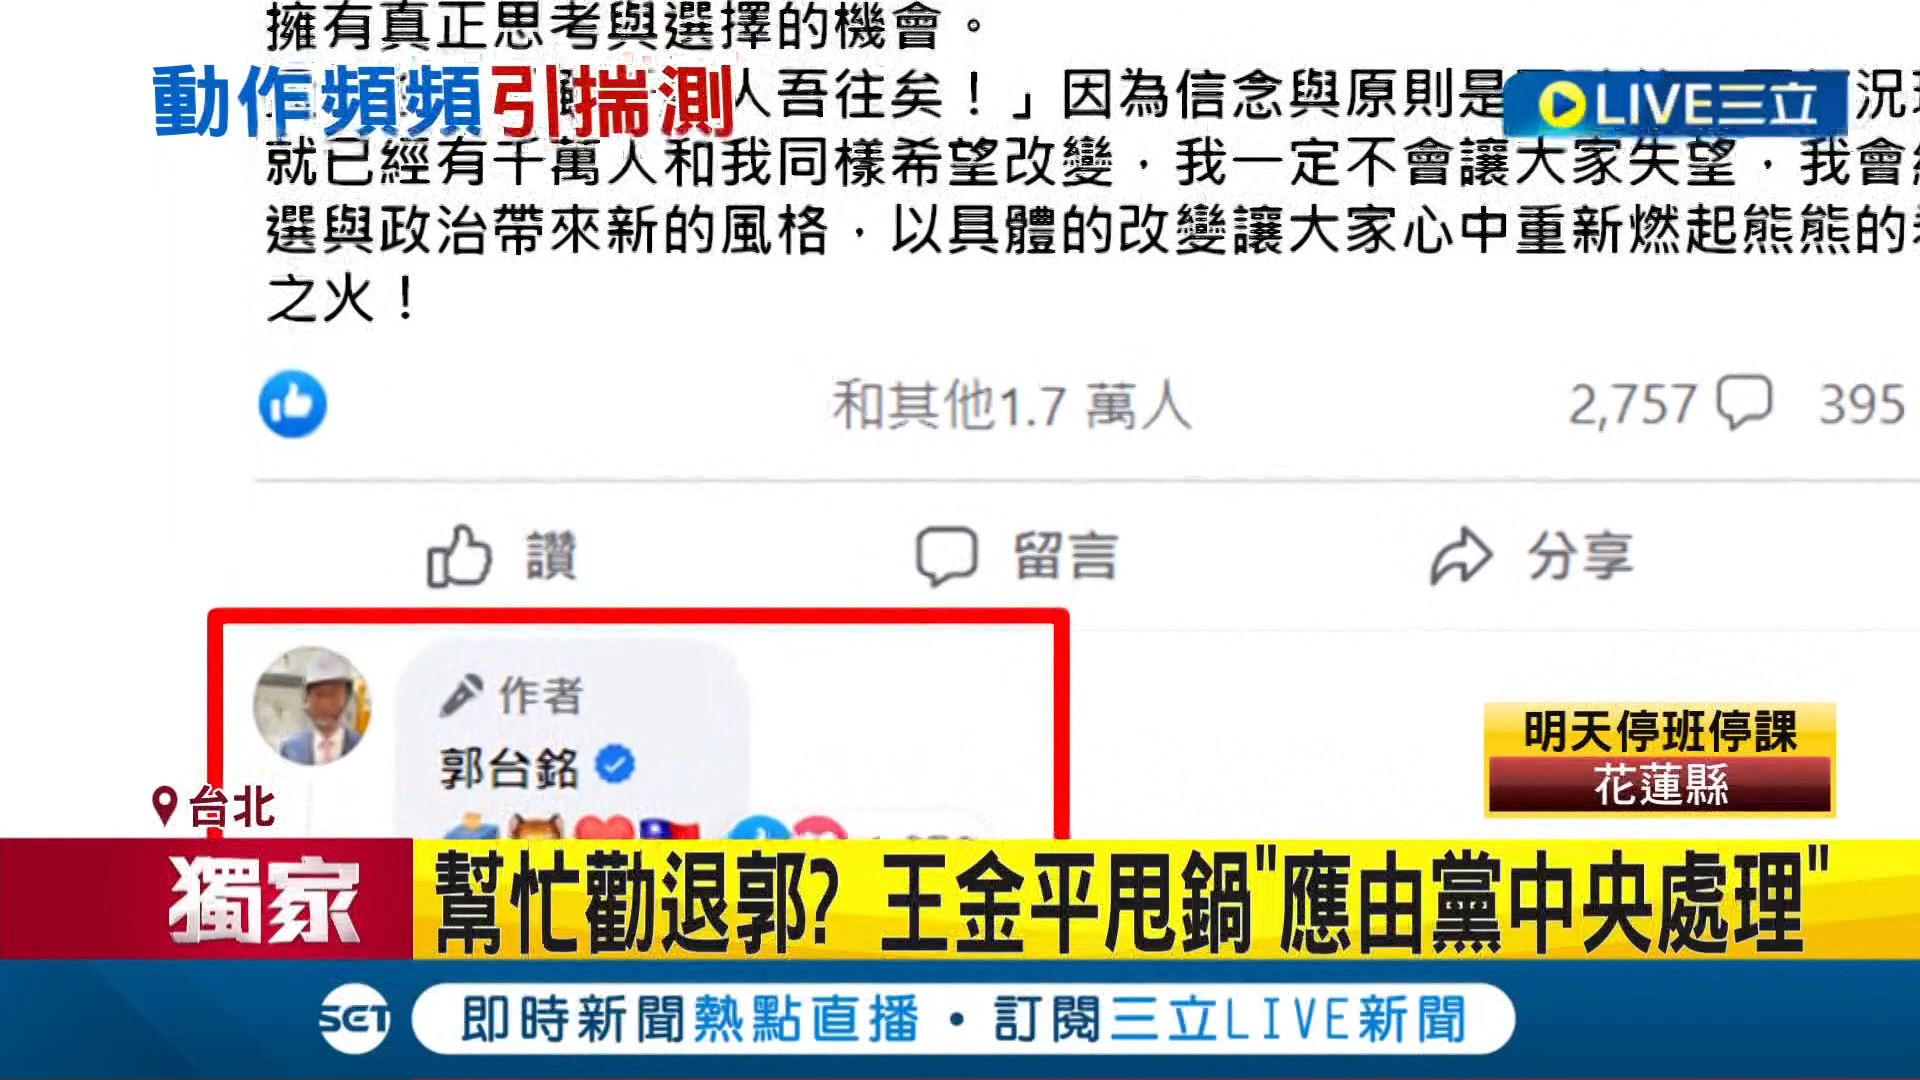 擁有真正思考與選擇的機會。
動作頻頻引揣測
人吾往矣！」因為信念與原則是
況
LIVE三立
就已經有千萬人和我同樣希望改變，我一定不會讓大家失望，我會
選與政治帶來新的風格，以具體的改變讓大家心中重新燃起熊熊的
之火！
和其他1.7 萬人
2,757
395
讚
留言
分享
作者
郭台銘
明天停班停課
花蓮縣
台北
獨家
幫忙勸退郭? 王金平甩鍋"應由黨中央處理"
SET
即時新聞熱點直播・訂閱三立LIVE新聞